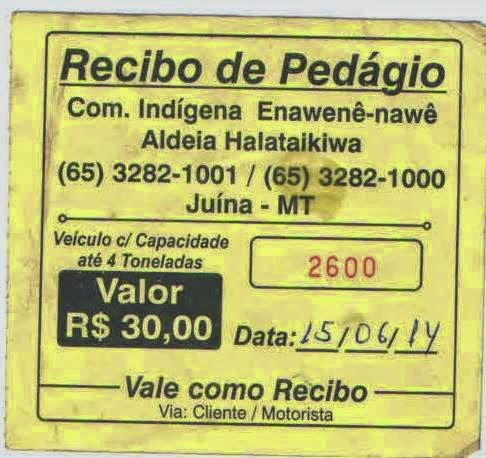 Recibo de Pedágio
Com. Indígena Enawenê-nawê
Aldeia Halataikiwa
(65) 3282-1001 / (65) 3282-1000
Juína - MT
Veículo c/ Capacidade
até 4 Toneladas
2600
Valor
R$ 30,00
Data: 15/06/14
Vale como Recibo
Via: Cliente / Motorista